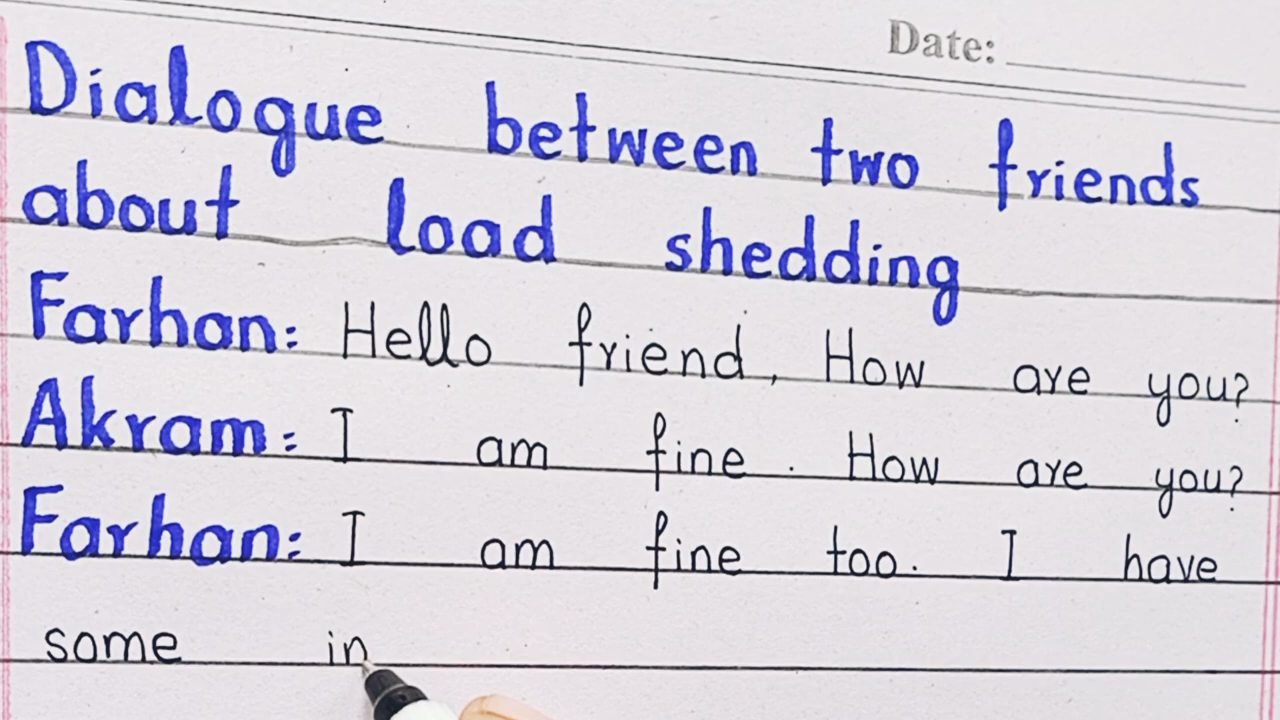 Date:
Dialogue between two friends
about load shedding
Farhan: Hello friend, How are you?
Akram: I am fine. How are you?
Farhan: I am fine too. I have
some in